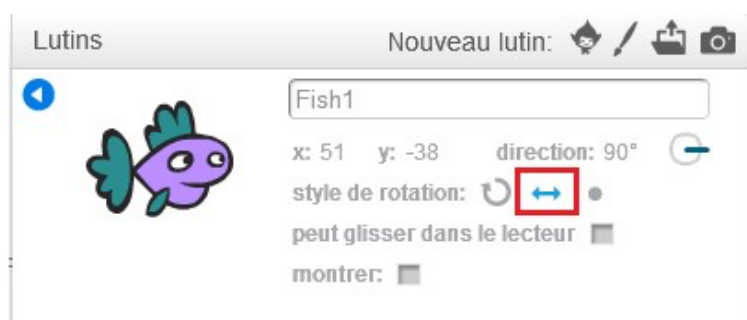 Lutins Nouveau lutin:
Fish1
x: 51 y: -38 direction: 90°
style de rotation:
peut glisser dans le lecteur
montrer: